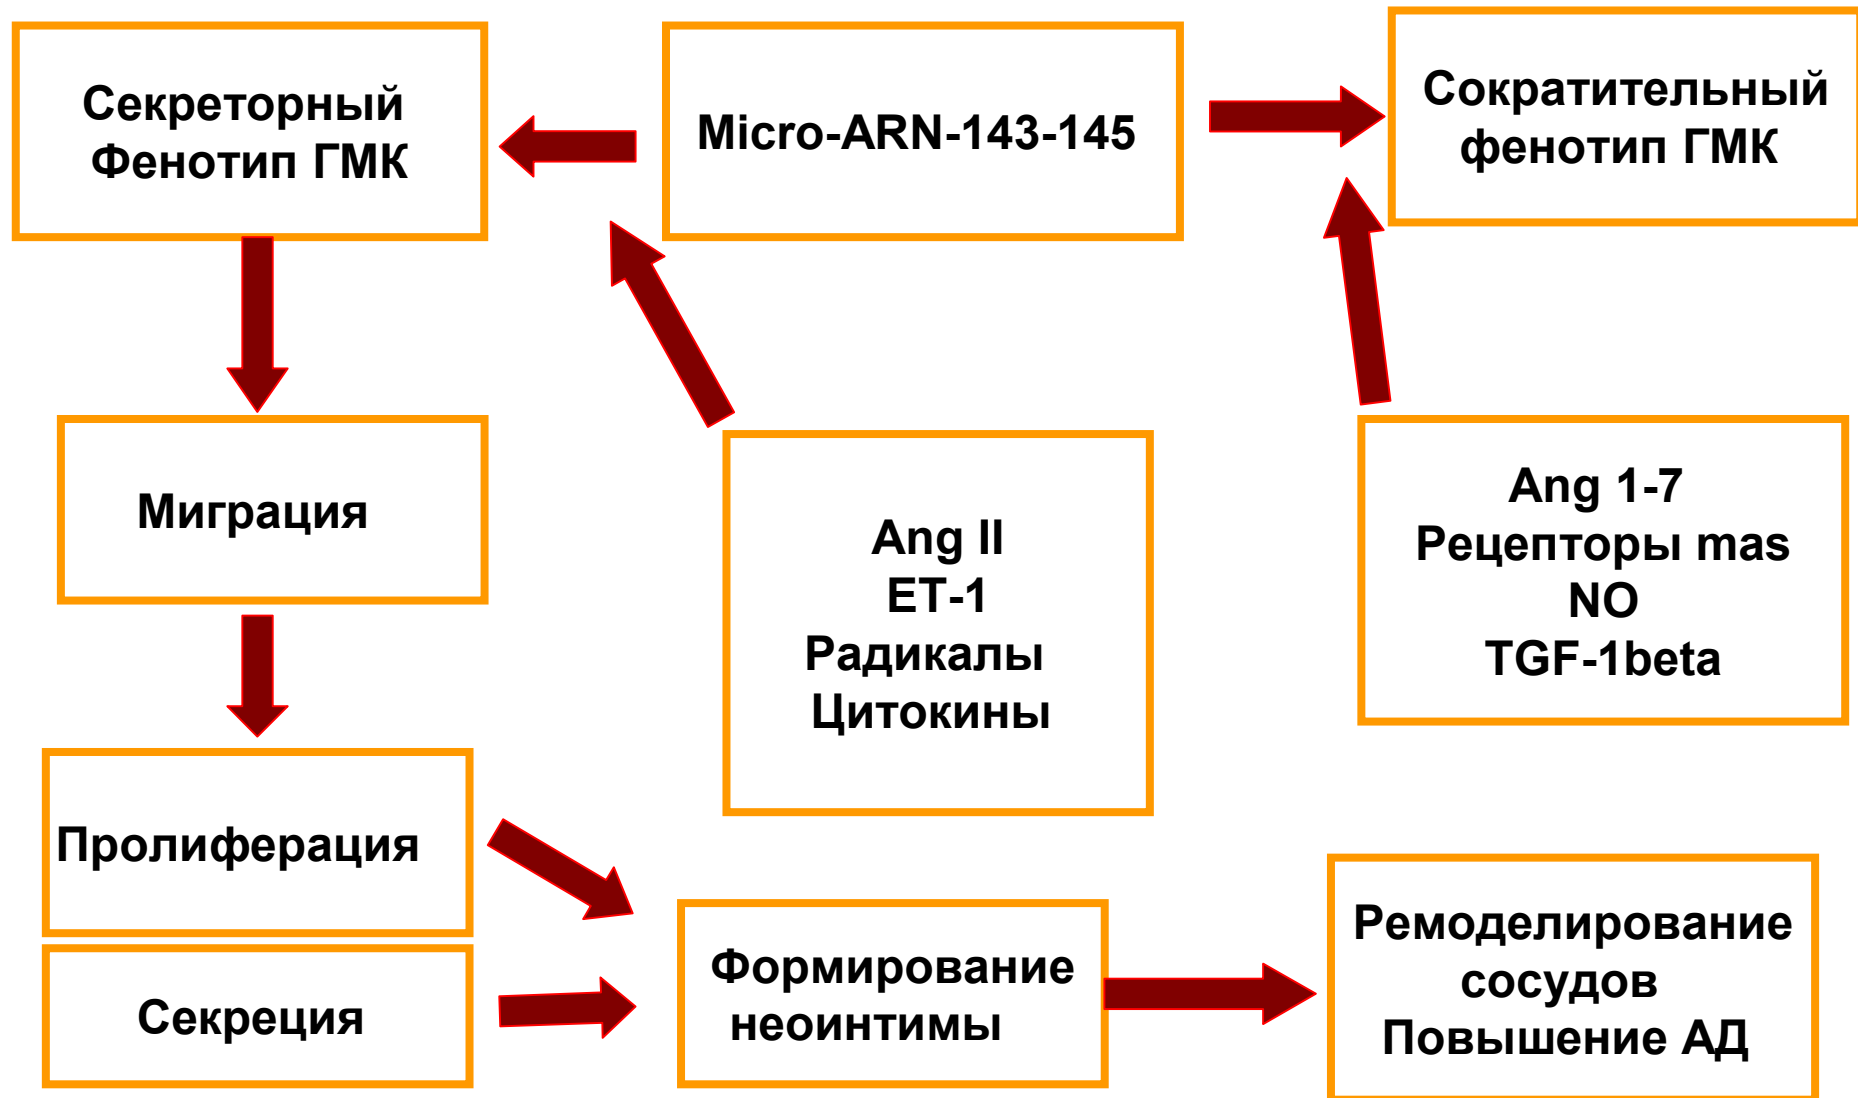 Секреторный
Фенотип ГМК
Micro-ARN-143-145
Сократительный
фенотип ГМК
Миграция
Ang II
ET-1
Радикалы
Цитокины
Ang 1-7
Рецепторы mas
NO
TGF-1beta
Пролиферация
Секреция
Формирование
неоинтимы
Ремоделирование
сосудов
Повышение АД